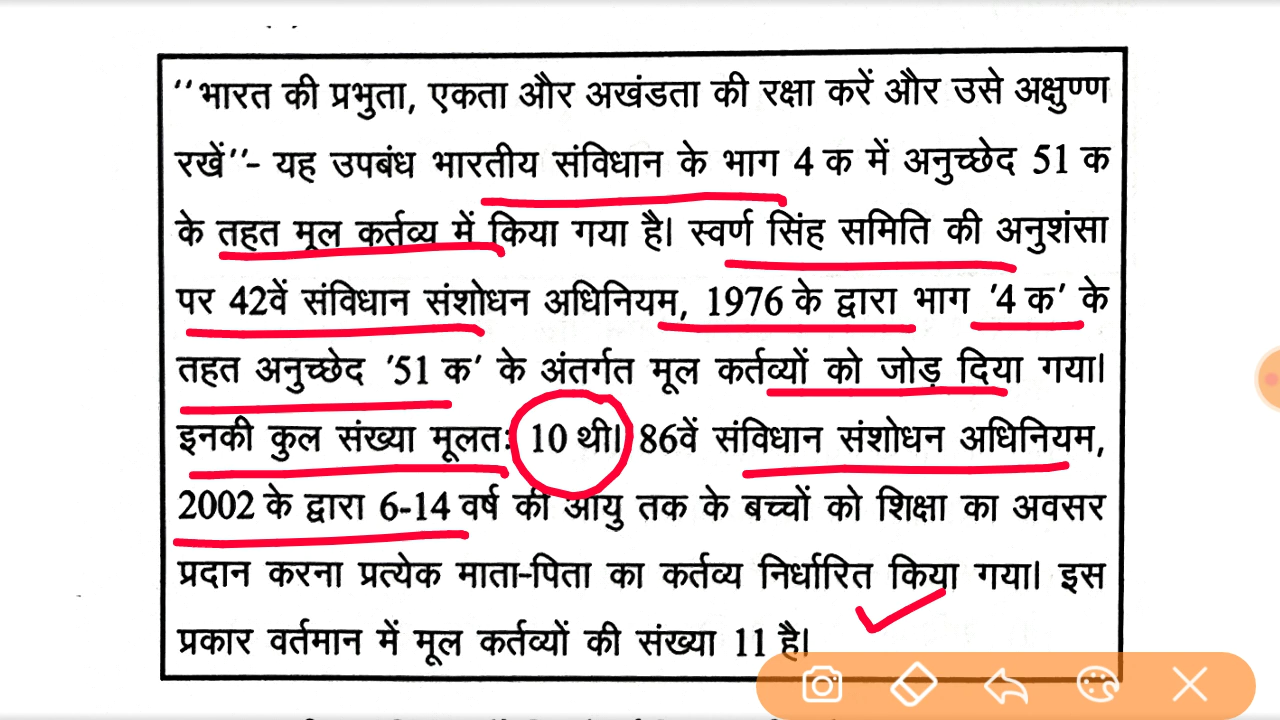 ‘‘भारत की प्रभुता, एकता और अखंडता की रक्षा करें और उसे अक्षुण्ण
रखें’’- यह उपबंध भारतीय संविधान के भाग 4 क में अनुच्छेद 51 क
के तहत मूल कर्तव्य में किया गया है। स्वर्ण सिंह समिति की अनुशंसा
पर 42वें संविधान संशोधन अधिनियम, 1976 के द्वारा भाग '4 क' के
तहत अनुच्छेद '51 क' के अंतर्गत मूल कर्तव्यों को जोड़ दिया गया।
इनकी कुल संख्या मूलतः 10 थी। 86वें संविधान संशोधन अधिनियम,
2002 के द्वारा 6-14 वर्ष की आयु तक के बच्चों को शिक्षा का अवसर
प्रदान करना प्रत्येक माता-पिता का कर्तव्य निर्धारित किया गया। इस
प्रकार वर्तमान में मूल कर्तव्यों की संख्या 11 है।